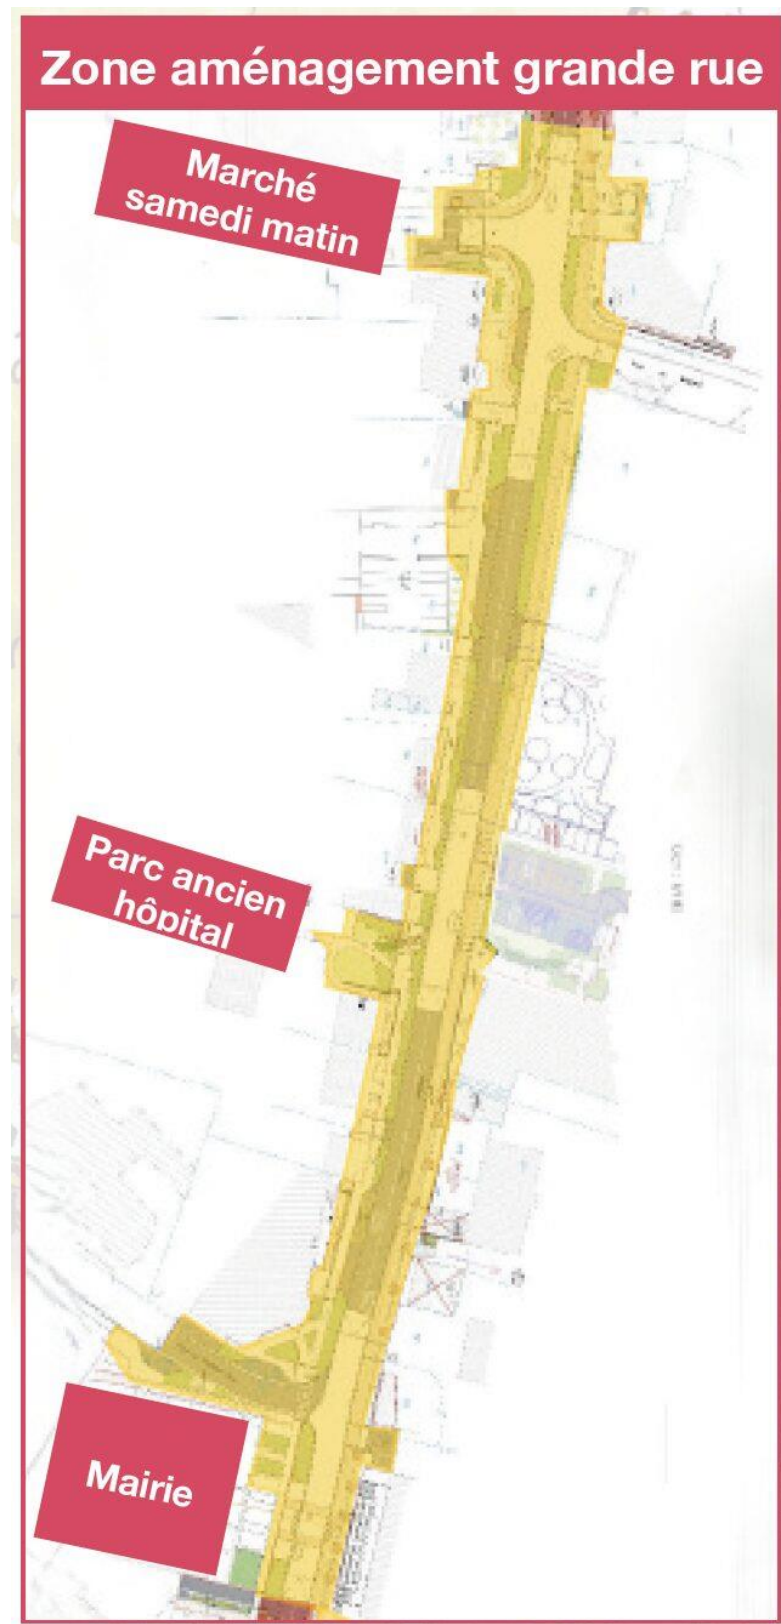 Zone aménagement grande rue
Marché
samedi matin
Parc ancien
hôpital
Mairie